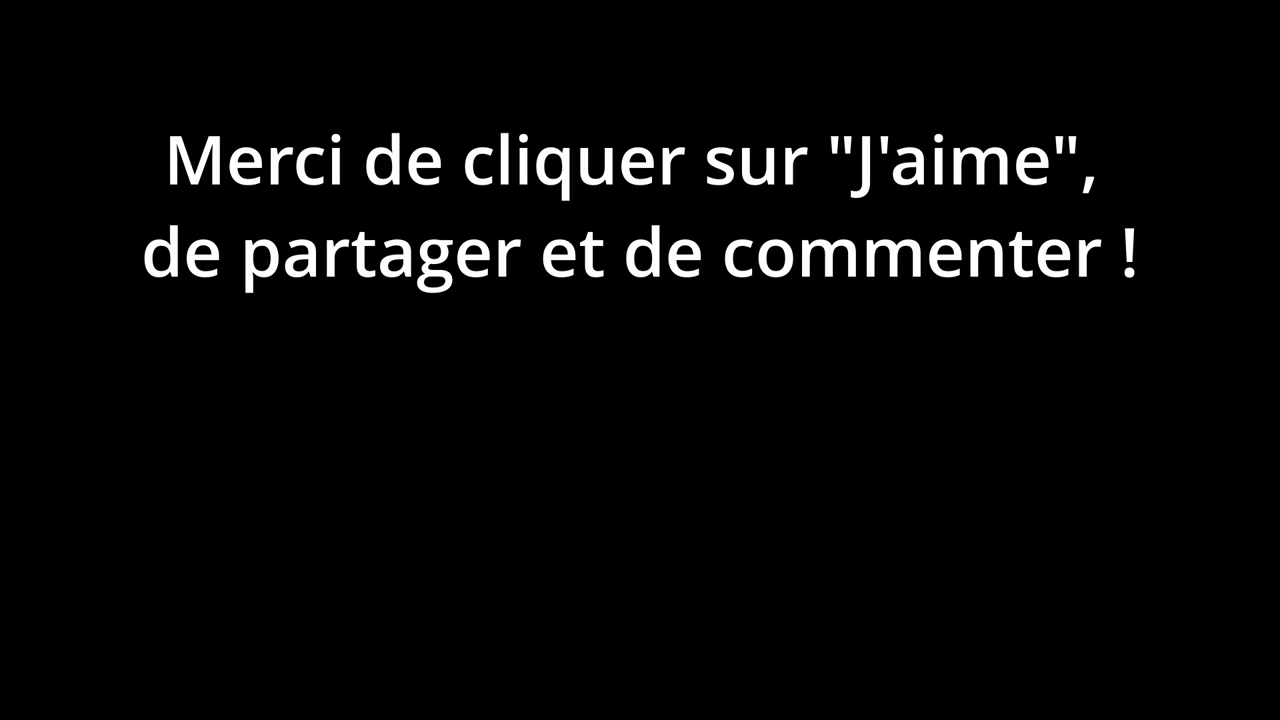 Merci de cliquer sur "J'aime",
de partager et de commenter !